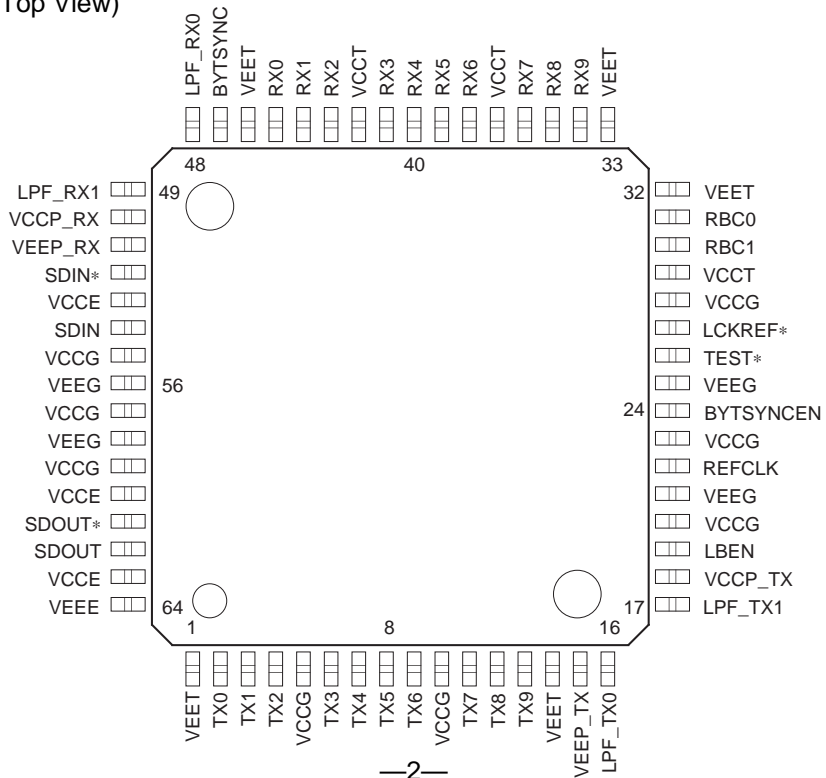 Top View)
LPF_RX0
BYTSYNC
VEET
RX0
RX1
RX2
VCCT
RX3
RX4
RX5
RX6
VCCT
RX7
RX8
RX9
VEET
48 40 33
LPF_RX1 49 32 VEET
VCCP_RX RBC0
VEEP_RX RBC1
SDIN* VCCT
VCCE VCCG
SDIN LCKREF*
VCCG TEST*
VEEG 56 VEEG
VCCG 24 BYTSYNCEN
VEEG VCCG
VCCG REFCLK
VCCE VEEG
SDOUT* VCCG
SDOUT LBEN
VCCE VCCP_TX
VEEE 64 17 LPF_TX1
1 8 16
VEET
TX0
TX1
TX2
VCCG
TX3
TX4
TX5
TX6
VCCG
TX7
TX8
TX9
VEET
VEEP_TX
LPF_TX0
—2—